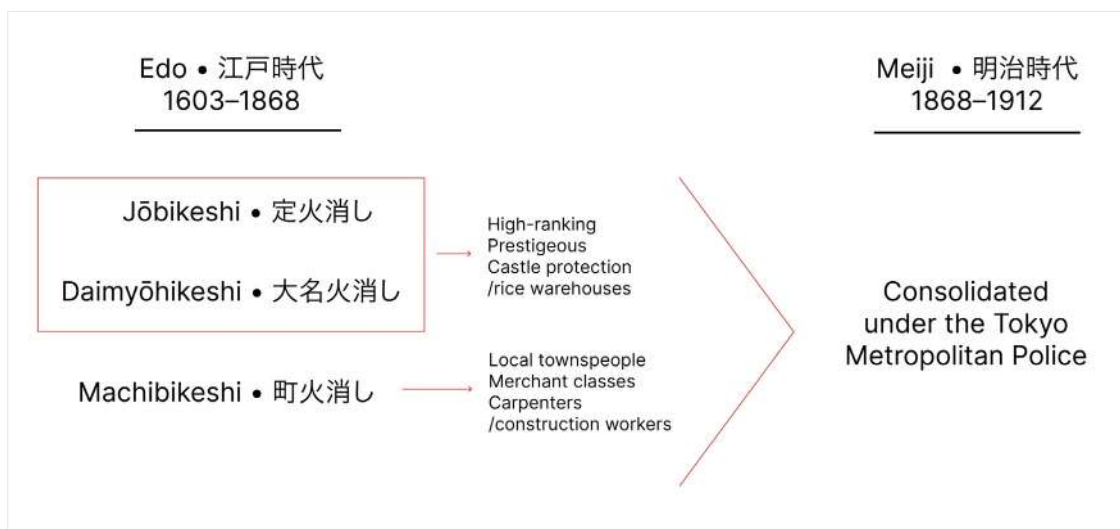 Edo • 江戸時代
1603–1868
Meiji • 明治時代
1868–1912
Jōbikeshi • 定火消し
Daimyōhikeshi • 大名火消し
High-ranking
Prestigeous
Castle protection
/rice warehouses
Machibikeshi • 町火消し
Local townspeople
Merchant classes
Carpenters
/construction workers
Consolidated
under the Tokyo
Metropolitan Police